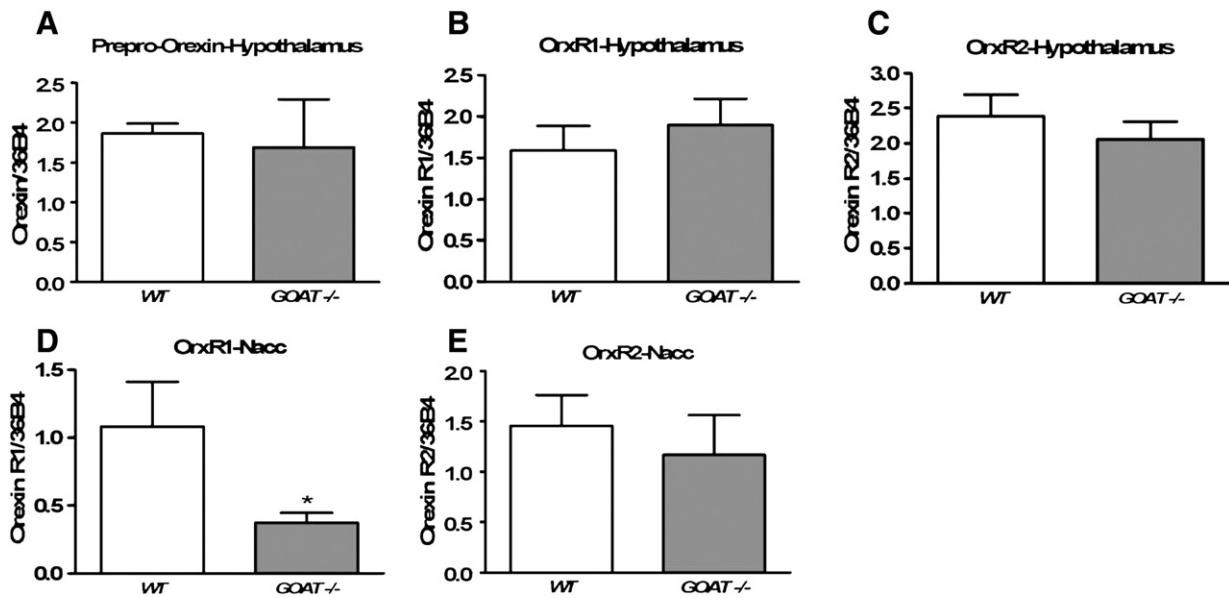 A
Prepro-Orexin-Hypothalamus
Orexin/36B4
2.5
2.0
1.5
1.0
0.5
0.0
WT
GOAT -/-
B
OrxR1-Hypothalamus
Orexin R1/36B4
2.5
2.0
1.5
1.0
0.5
0.0
WT
GOAT -/-
C
OrxR2-Hypothalamus
Orexin R2/36B4
3.0
2.5
2.0
1.5
1.0
0.5
0.0
WT
GOAT -/-
D
OrxR1-Nacc
Orexin R1/36B4
1.5
1.0
0.5
0.0
*
WT
GOAT -/-
E
OrxR2-Nacc
Orexin R2/36B4
2.0
1.5
1.0
0.5
0.0
WT
GOAT -/-